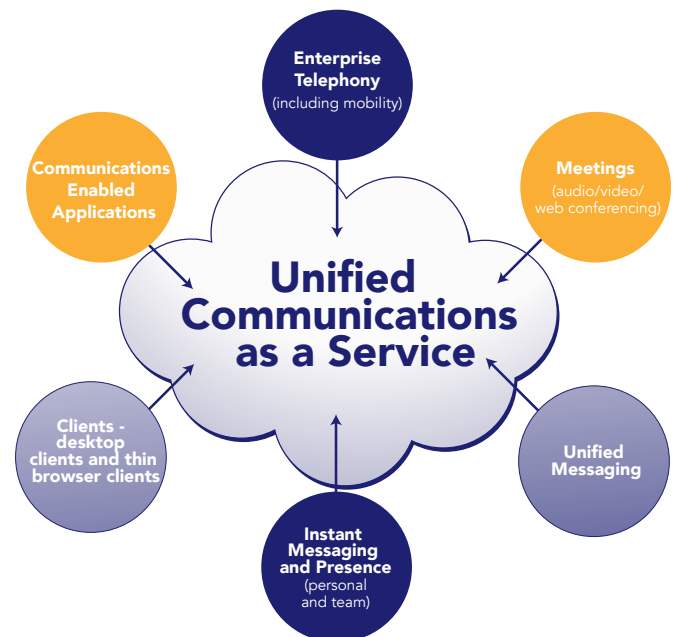 Enterprise
Telephony
(including mobility)
Communications
Enabled
Applications
Meetings
(audio/video/
web conferencing)
Unified
Communications
as a Service
Clients -
desktop
clients and thin
browser clients
Unified
Messaging
Instant
Messaging
and Presence
(personal
and team)